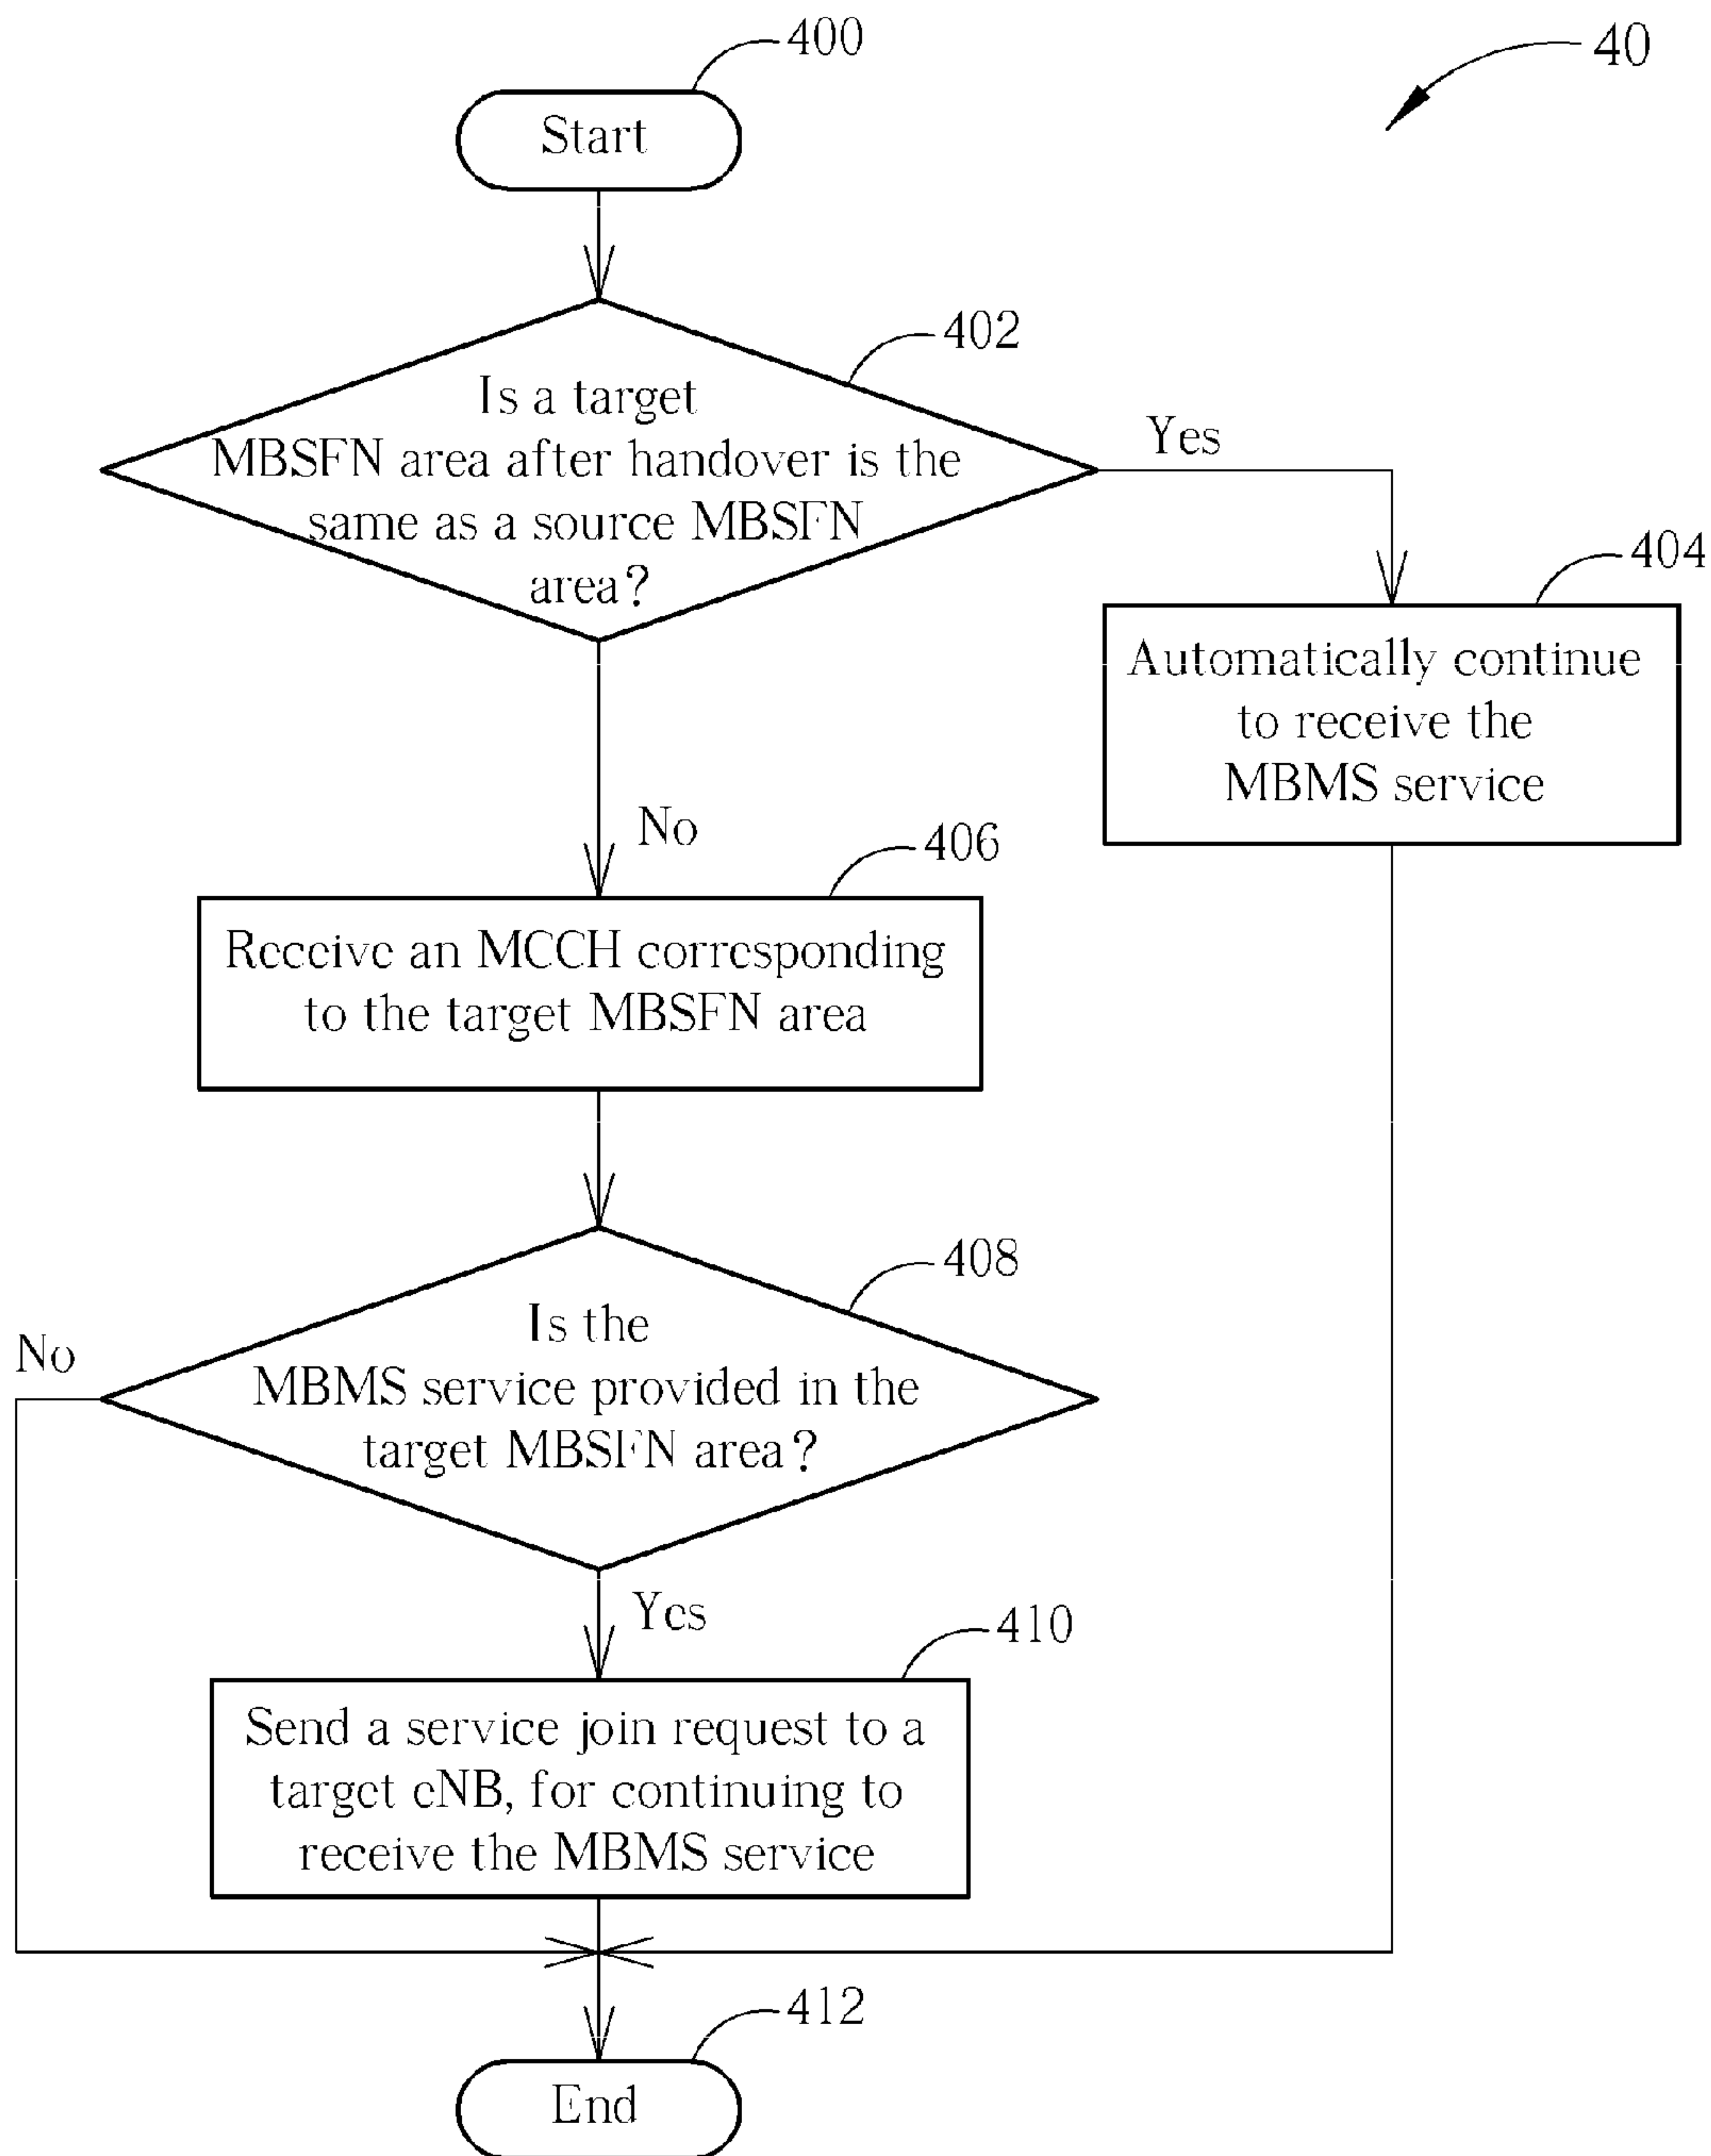 400
40
Start
402
Is a target
MBSFN area after handover is the
same as a source MBSFN
area?
Yes
404
Automatically continue
to receive the
MBMS service
No
406
Receive an MCCH corresponding
to the target MBSFN area
408
Is the
MBMS service provided in the
target MBSFN area?
No
Yes
410
Send a service join request to a
target eNB, for continuing to
receive the MBMS service
412
End